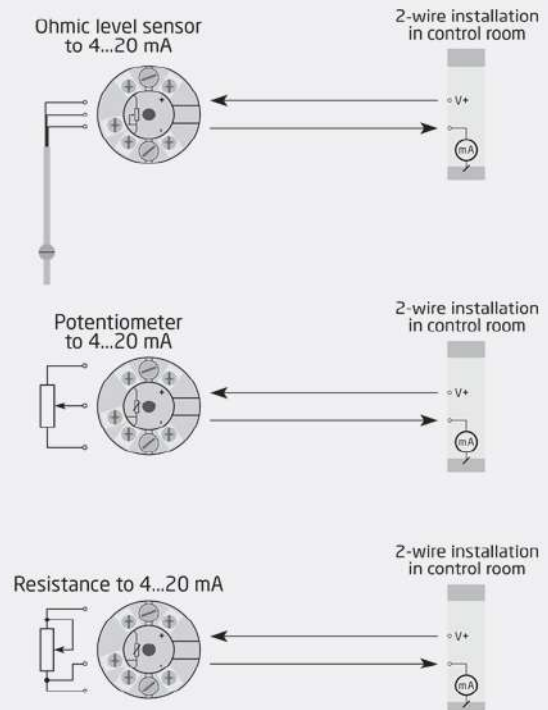 Ohmic level sensor
to 4...20 mA
2-wire installation
in control room
+
-
V+
mA
Potentiometer
to 4...20 mA
2-wire installation
in control room
+
-
V+
mA
Resistance to 4...20 mA
2-wire installation
in control room
+
-
V+
mA